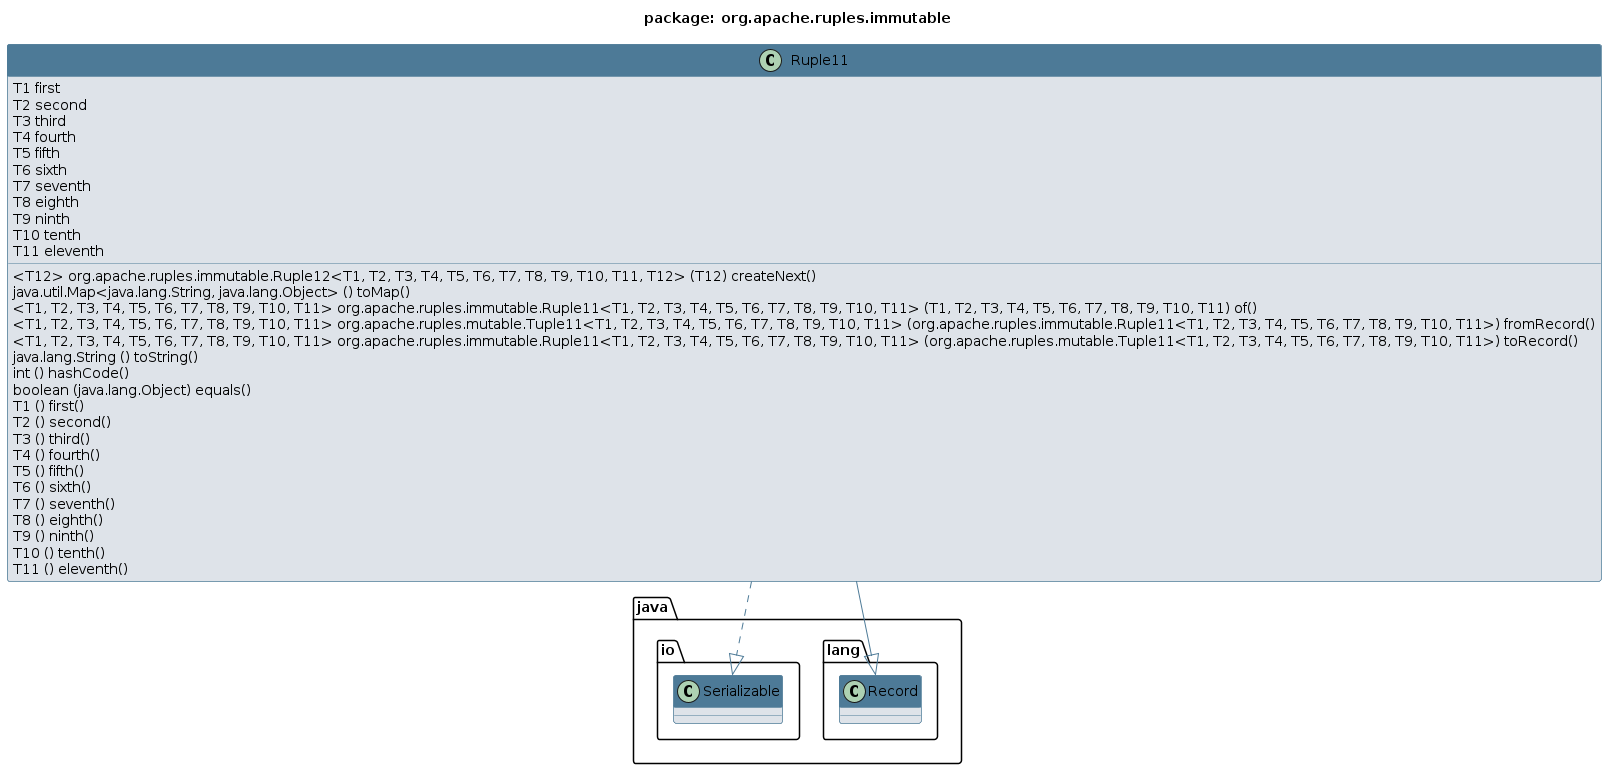 package: org.apache.ruples.immutable
C Ruple11
T1 first
T2 second
T3 third
T4 fourth
T5 fifth
T6 sixth
T7 seventh
T8 eighth
T9 ninth
T10 tenth
T11 eleventh
<T12> org.apache.ruples.immutable.Ruple12<T1, T2, T3, T4, T5, T6, T7, T8, T9, T10, T11, T12> (T12) createNext()
java.util.Map<java.lang.String, java.lang.Object> () toMap()
<T1, T2, T3, T4, T5, T6, T7, T8, T9, T10, T11> org.apache.ruples.immutable.Ruple11<T1, T2, T3, T4, T5, T6, T7, T8, T9, T10, T11> (T1, T2, T3, T4, T5, T6, T7, T8, T9, T10, T11) of()
<T1, T2, T3, T4, T5, T6, T7, T8, T9, T10, T11> org.apache.ruples.mutable.Tuple11<T1, T2, T3, T4, T5, T6, T7, T8, T9, T10, T11> (org.apache.ruples.immutable.Ruple11<T1, T2, T3, T4, T5, T6, T7, T8, T9, T10, T11>) fromRecord()
<T1, T2, T3, T4, T5, T6, T7, T8, T9, T10, T11> org.apache.ruples.immutable.Ruple11<T1, T2, T3, T4, T5, T6, T7, T8, T9, T10, T11> (org.apache.ruples.mutable.Tuple11<T1, T2, T3, T4, T5, T6, T7, T8, T9, T10, T11>) toRecord()
java.lang.String () toString()
int () hashCode()
boolean (java.lang.Object) equals()
T1 () first()
T2 () second()
T3 () third()
T4 () fourth()
T5 () fifth()
T6 () sixth()
T7 () seventh()
T8 () eighth()
T9 () ninth()
T10 () tenth()
T11 () eleventh()
java
io
lang
C Serializable
C Record